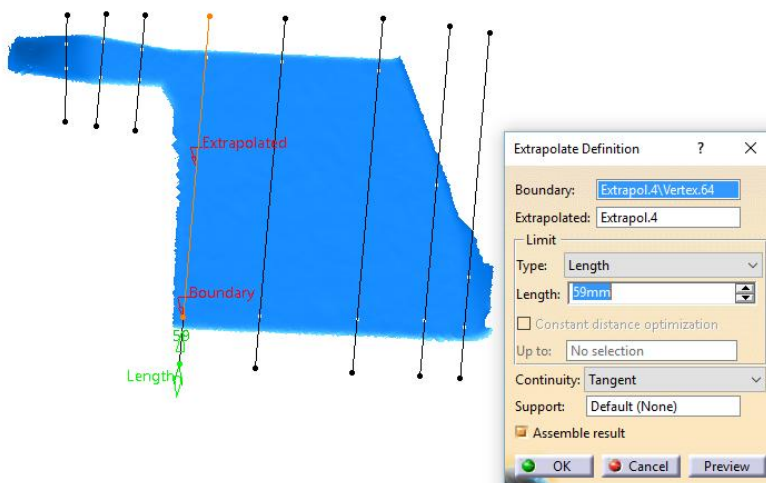 Extrapolated
Boundary
59
Length
Extrapolate Definition ? X
Boundary: Extrapol.4\Vertex.64
Extrapolated: Extrapol.4
Limit
Type: Length
Length: 59mm
Constant distance optimization
Up to: No selection
Continuity: Tangent
Support: Default (None)
Assemble result
OK Cancel Preview